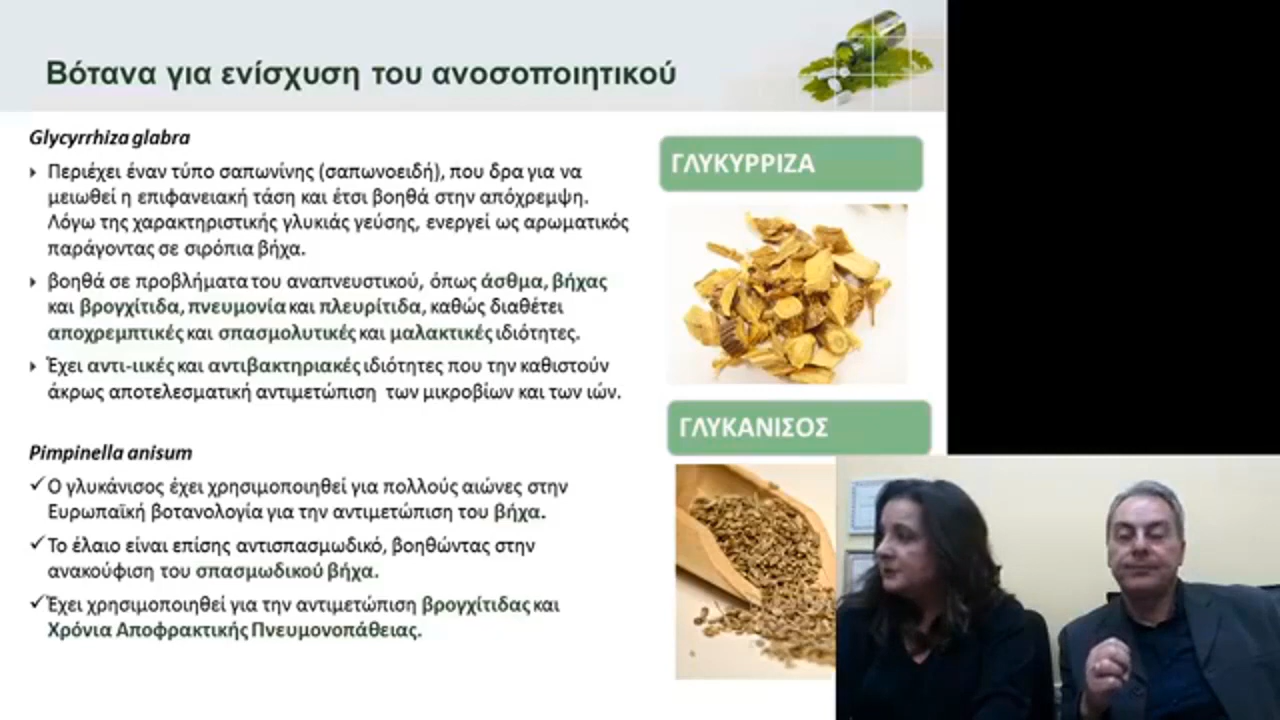 Βότανα για ενίσχυση του ανοσοποιητικού
Glycyrrhiza glabra
Περιέχει έναν τύπο σαπωνίνης (σαπωνοειδή), που δρα για να
μειωθεί η επιφανειακή τάση και έτσι βοηθά στην απόχρεμψη.
Λόγω της χαρακτηριστικής γλυκιάς γεύσης, ενεργεί ως αρωματικός
παράγοντας σε σιρόπια βήχα.
βοηθά σε προβλήματα του αναπνευστικού, όπως άσθμα, βήχας
και βρογχίτιδα, πνευμονία και πλευρίτιδα, καθώς διαθέτει
αποχρεμπτικές και σπασμολυτικές και μαλακτικές ιδιότητες.
Έχει αντι-ιικές και αντιβακτηριακές ιδιότητες που την καθιστούν
άκρως αποτελεσματική αντιμετώπιση των μικροβίων και των ιών.
Pimpinella anisum
Ο γλυκάνισος έχει χρησιμοποιηθεί για πολλούς αιώνες στην
Ευρωπαϊκή βοτανολογία για την αντιμετώπιση του βήχα.
Το έλαιο είναι επίσης αντισπασμωδικό, βοηθώντας στην
ανακούφιση του σπασμωδικού βήχα.
Έχει χρησιμοποιηθεί για την αντιμετώπιση βρογχίτιδας και
Χρόνια Αποφρακτικής Πνευμονοπάθειας.
ΓΛΥΚΥΡΡΙΖΑ
ΓΛΥΚΑΝΙΣΟΣ